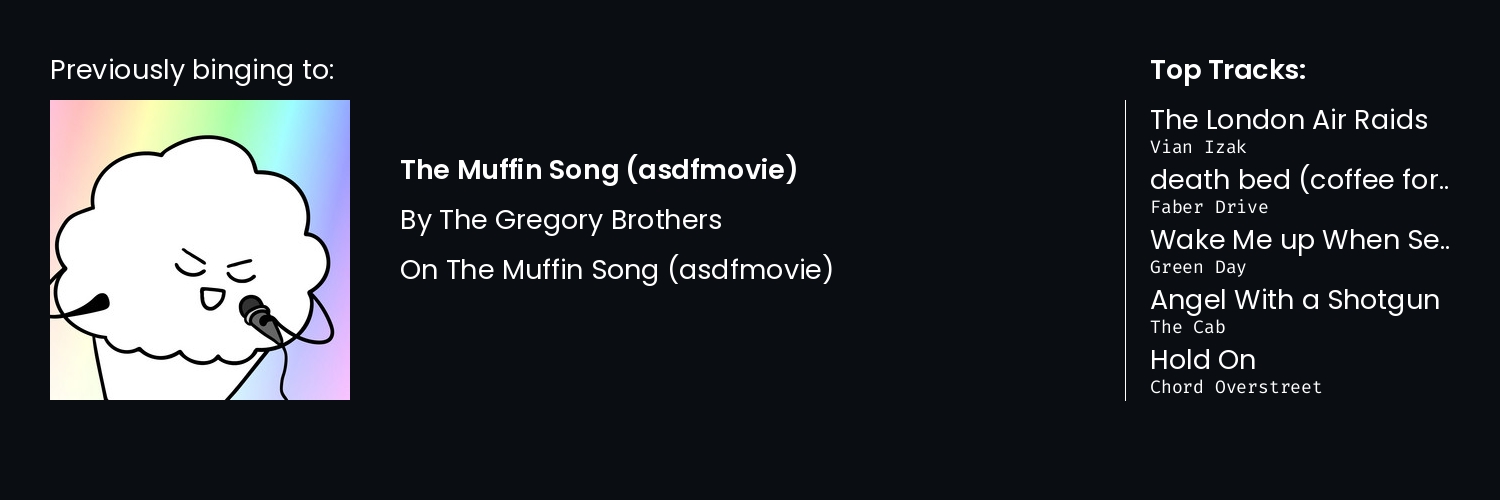 Previously binging to:
The Muffin Song (asdfmovie)
By The Gregory Brothers
On The Muffin Song (asdfmovie)
Top Tracks:
The London Air Raids
Vian Izak
death bed (coffee for..
Faber Drive
Wake Me up When Se..
Green Day
Angel With a Shotgun
The Cab
Hold On
Chord Overstreet